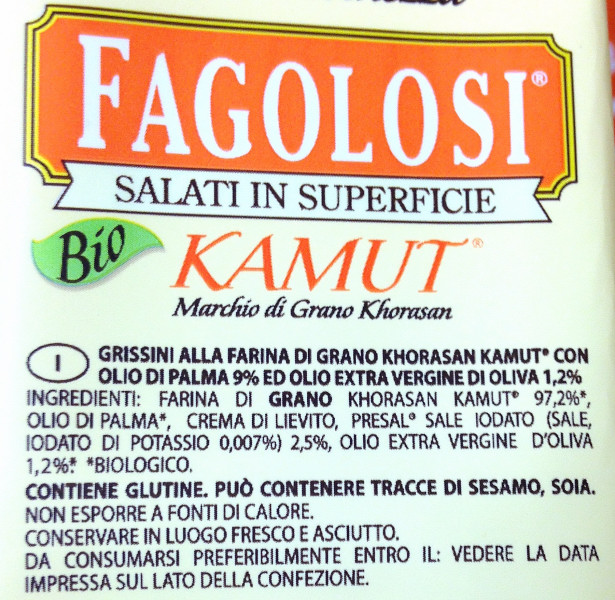 FAGOLOSI®
SALATI IN SUPERFICIE
Bio KAMUT®
Marchio di Grano Khorasan
I GRISSINI ALLA FARINA DI GRANO KHORASAN KAMUT® CON
OLIO DI PALMA 9% ED OLIO EXTRA VERGINE DI OLIVA 1,2%
INGREDIENTI: FARINA DI GRANO KHORASAN KAMUT® 97,2%*,
OLIO DI PALMA*, CREMA DI LIEVITO, PRESAL® SALE IODATO (SALE,
IODATO DI POTASSIO 0,007%) 2,5%, OLIO EXTRA VERGINE D'OLIVA
1,2%*. *BIOLOGICO.
CONTIENE GLUTINE. PUÒ CONTENERE TRACCE DI SESAMO, SOIA.
NON ESPORRE A FONTI DI CALORE.
CONSERVARE IN LUOGO FRESCO E ASCIUTTO.
DA CONSUMARSI PREFERIBILMENTE ENTRO IL: VEDERE LA DATA
IMPRESSA SUL LATO DELLA CONFEZIONE.